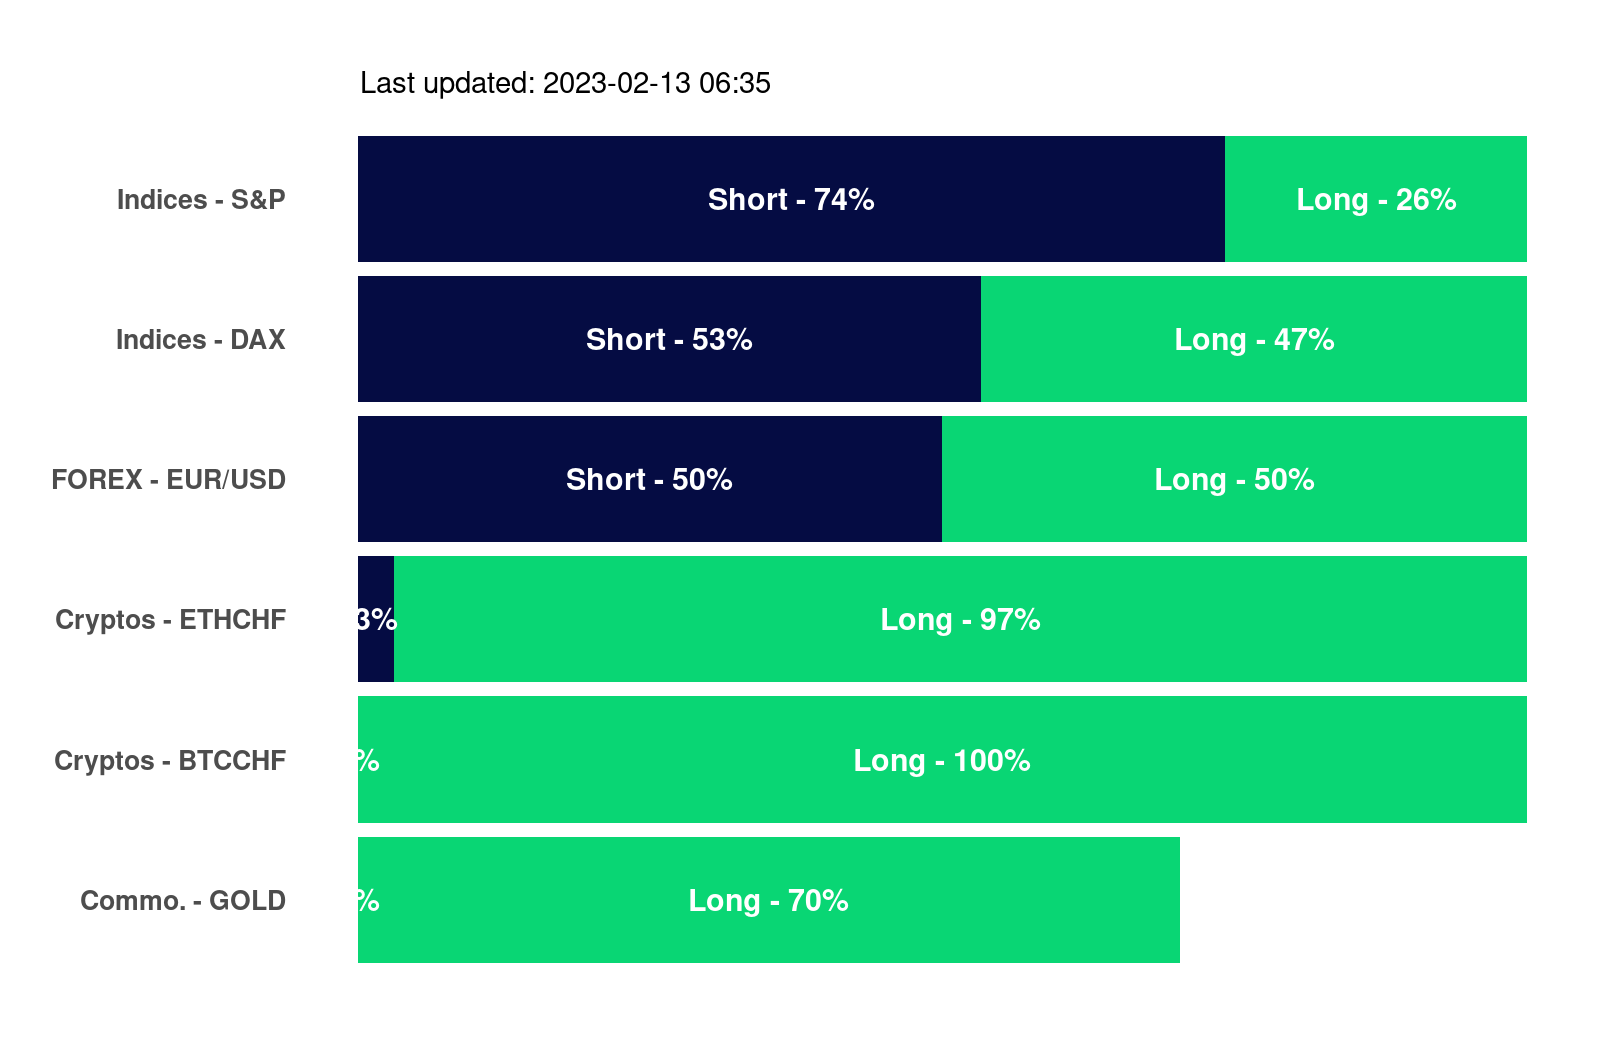 Last updated: 2023-02-13 06:35
Indices - S&P Short - 74% Long - 26%
Indices - DAX Short - 53% Long - 47%
FOREX - EUR/USD Short - 50% Long - 50%
Cryptos - ETHCHF 3% Long - 97%
Cryptos - BTCCHF % Long - 100%
Commo. - GOLD % Long - 70%